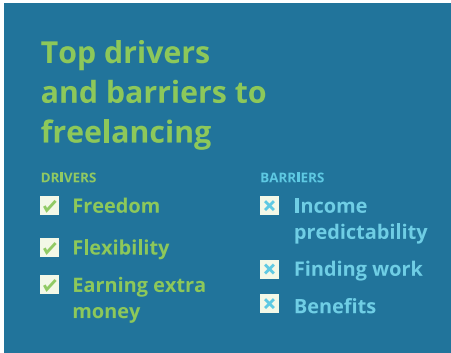 Top drivers
and barriers to
freelancing
DRIVERS
Freedom
Flexibility
Earning extra
money
BARRIERS
Income
predictability
Finding work
Benefits